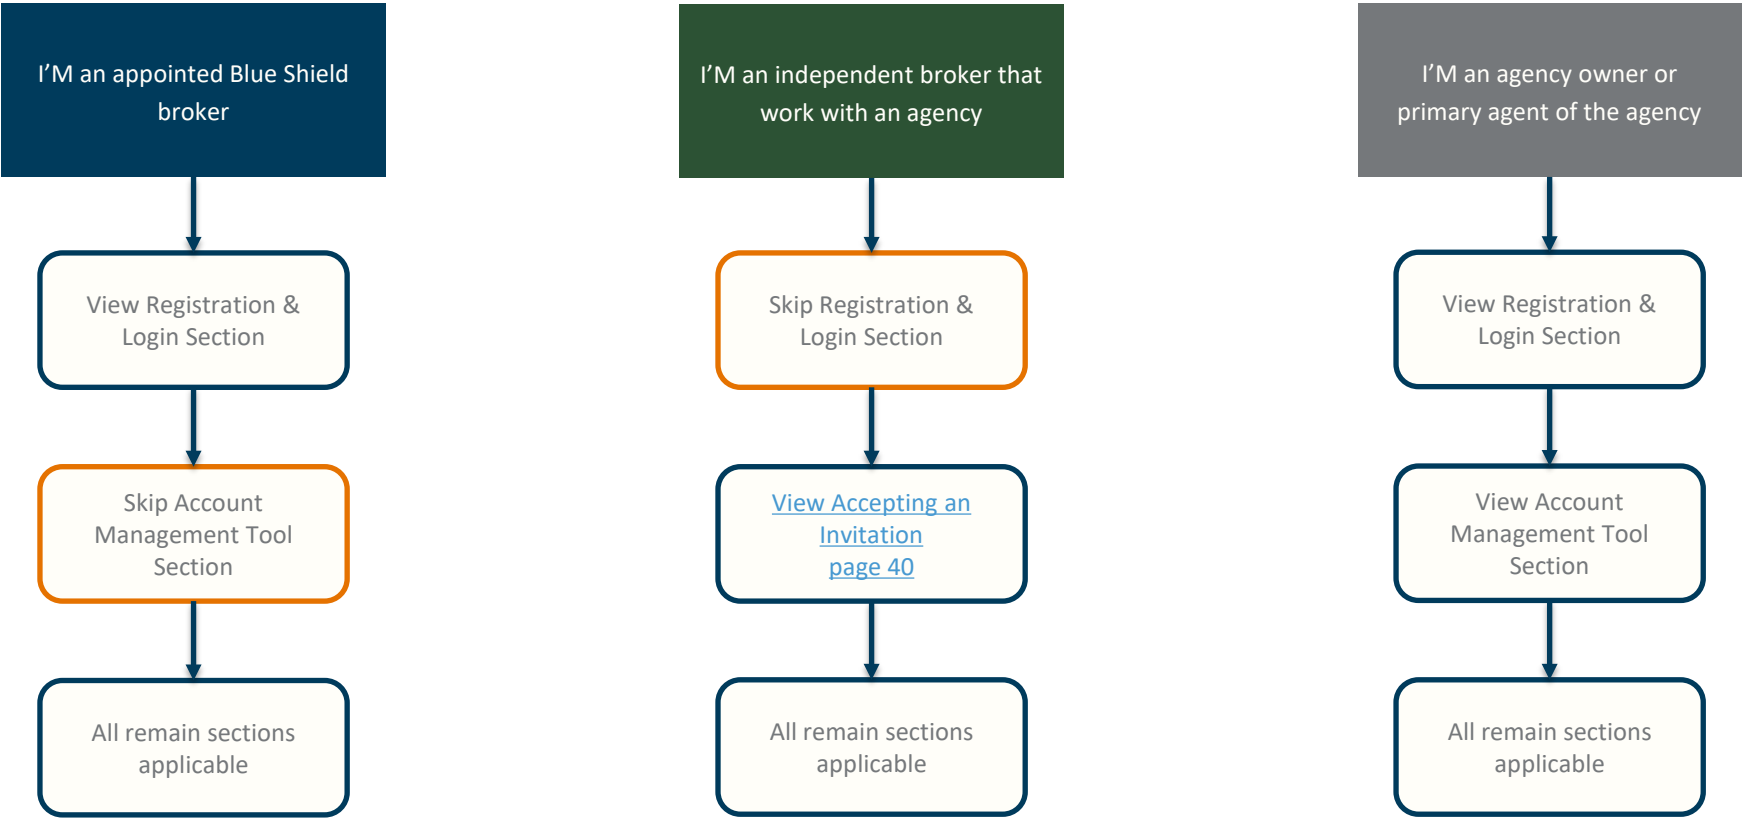 I’M an appointed Blue Shield
broker
View Registration &
Login Section
Skip Account
Management Tool
Section
All remain sections
applicable
I’M an independent broker that
work with an agency
Skip Registration &
Login Section
View Accepting an
Invitation
page 40
All remain sections
applicable
I’M an agency owner or
primary agent of the agency
View Registration &
Login Section
View Account
Management Tool
Section
All remain sections
applicable